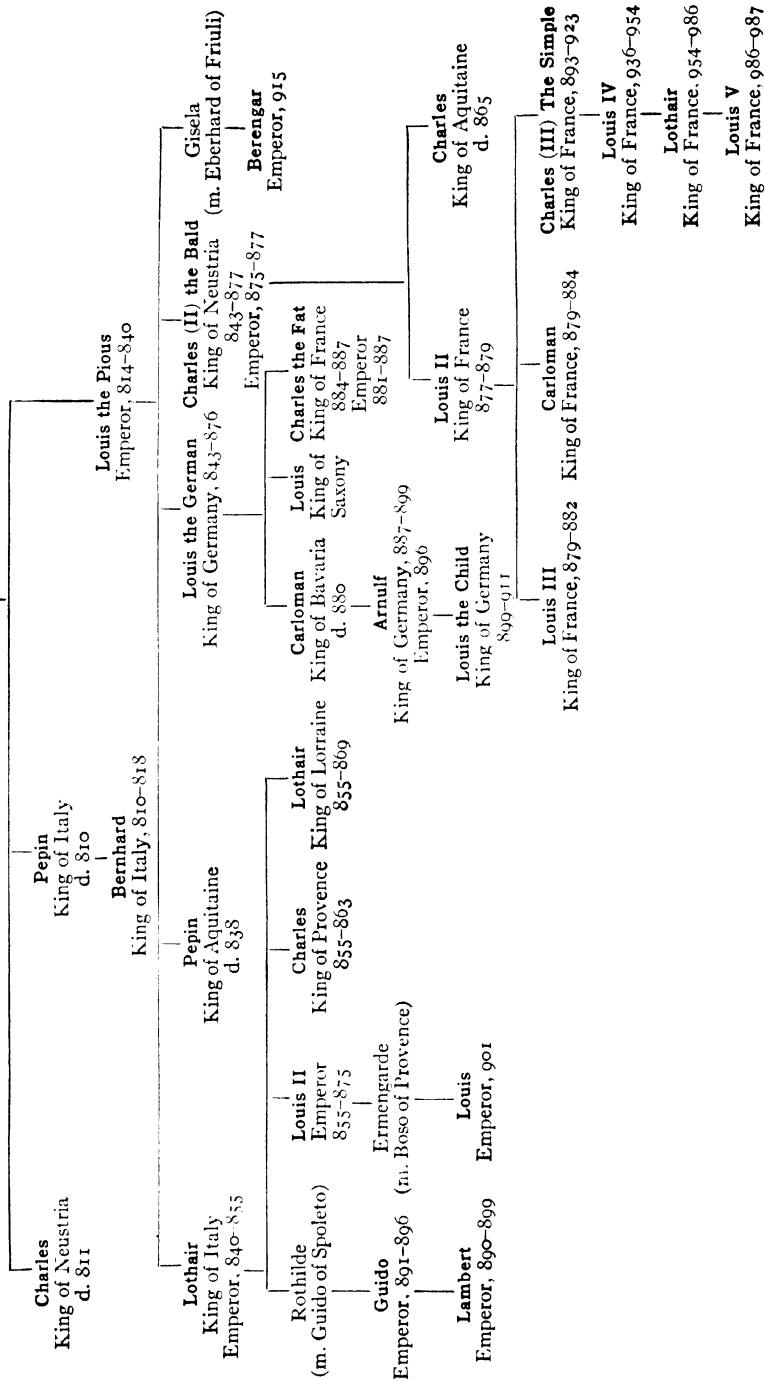 Charles
King of Neustria
d. 811
Pepin
King of Italy
d. 810
Bernhard
King of Italy, 810–818
Louis the Pious
Emperor, 814–840
Lothair
King of Italy
Emperor, 840–855
Pepin
King of Aquitaine
d. 838
Louis the German
King of Germany, 843–876
Charles (II) the Bald
King of Neustria
843–877
Emperor, 875–877
Gisela
(m. Eberhard of Friuli)
Berengar
Emperor, 915
Rothilde
(m. Guido of Spoleto)
Guido
Emperor, 891–896
Lambert
Emperor, 890–899
Louis II
Emperor
855–875
Ermengarde
(m. Boso of Provence)
Louis
Emperor, 901
Charles
King of Provence
855–863
Lothair
King of Lorraine
855–869
Carloman
King of Bavaria
d. 880
Arnulf
King of Germany, 887–899
Emperor, 896
Louis the Child
King of Germany
899–911
Louis
King of
Saxony
Charles the Fat
King of France
884–887
Emperor
881–887
Louis II
King of France
877–879
Charles
King of Aquitaine
d. 865
Louis III
King of France, 879–882
Carloman
King of France, 879–884
Charles (III) The Simple
King of France, 893–923
Louis IV
King of France, 936–954
Lothair
King of France, 954–986
Louis V
King of France, 986–987